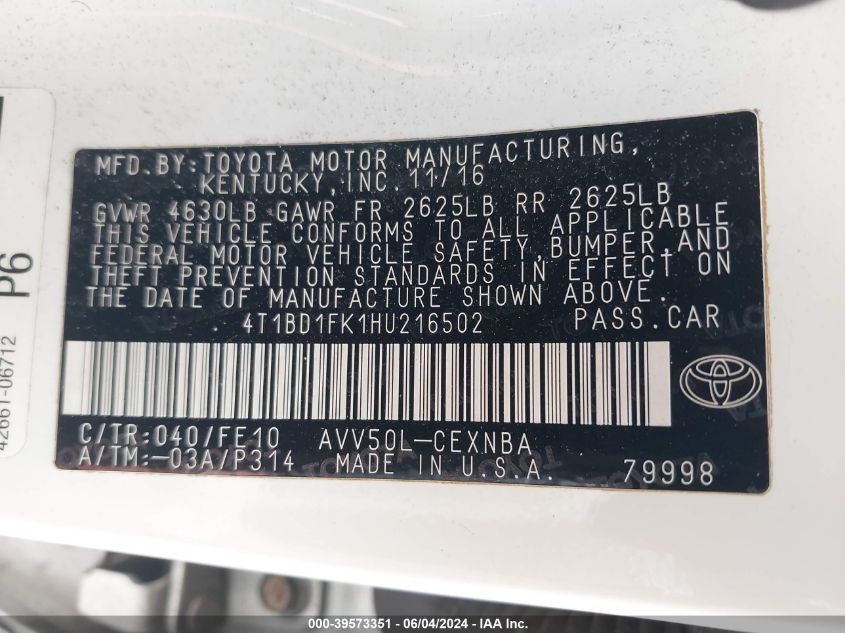 MFD.BY:TOYOTA MOTOR MANUFACTURING,
KENTUCKY,INC.11/16
GVWR 4630LB GAWR FR 2625LB RR 2625LB
THIS VEHICLE CONFORMS TO ALL APPLICABLE
FEDERAL MOTOR VEHICLE SAFETY,BUMPER,AND
THEFT PREVENTION STANDARDS IN EFFECT ON
THE DATE OF MANUFACTURE SHOWN ABOVE.
4T1BD1FK1HU216502 PASS.CAR
C/TR:040/FE10 AVV50L-CEXNBA
A/TM:-03A/P314 MADE IN U.S.A. 79998
P6
42661-06712
000-39573351 / 06/04/2024 - IAA Inc.